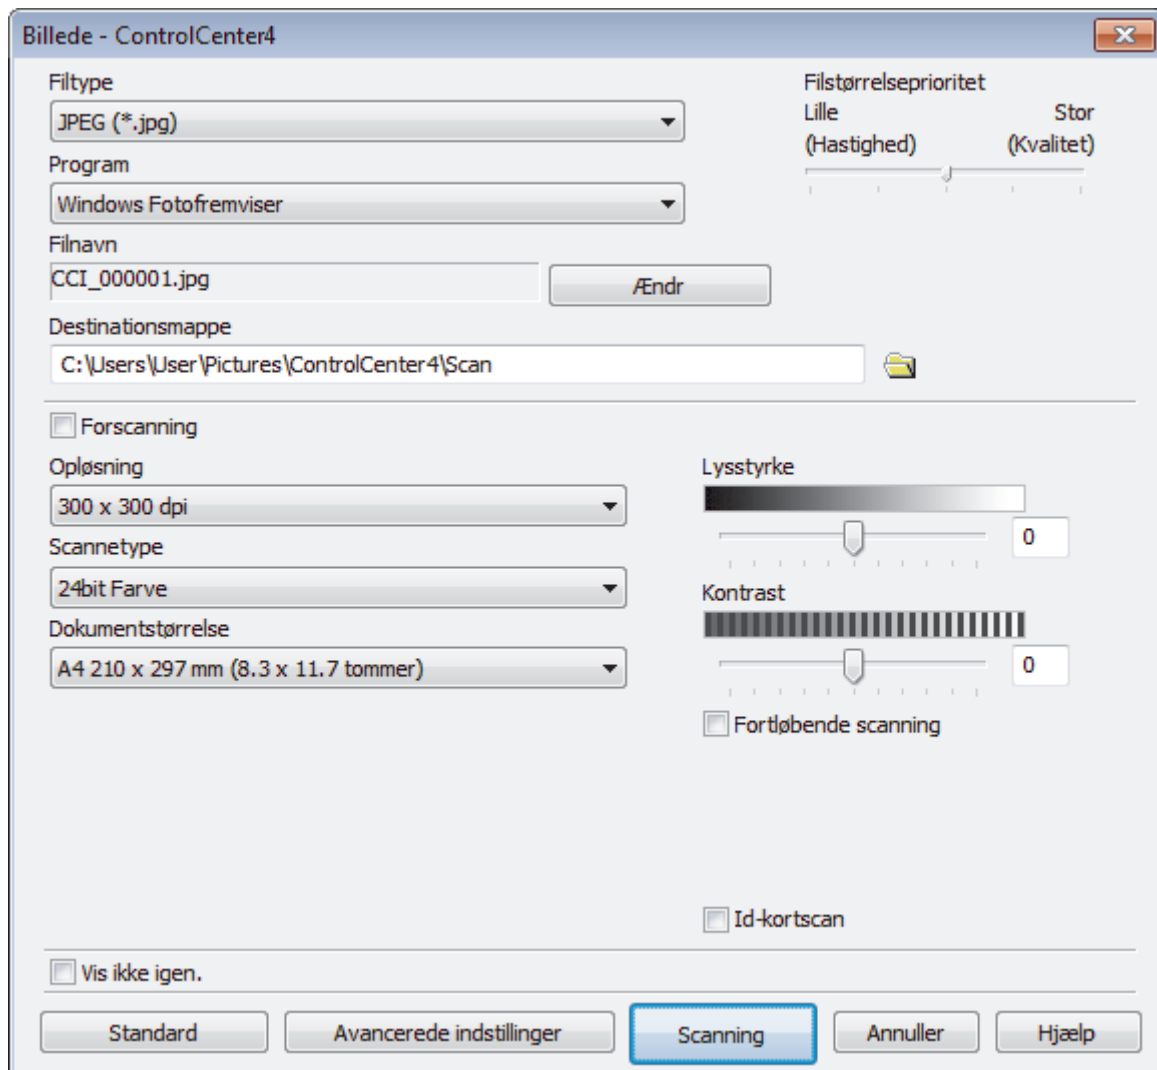 Billede - ControlCenter4
Filtype
JPEG (*.jpg)
Program
Windows Fotofremviser
Filnavn
CCI_000001.jpg
Ændr
Destinationsmappe
C:\Users\User\Pictures\ControlCenter4\Scan
Filstørrelseprioritet
Lille Stor
(Hastighed) (Kvalitet)
Forscanning
Opløsning
300 x 300 dpi
Scannetype
24bit Farve
Dokumentstørrelse
A4 210 x 297 mm (8.3 x 11.7 tommer)
Lysstyrke
0
Kontrast
0
Fortløbende scanning
Id-kortscan
Vis ikke igen.
Standard Avancerede indstillinger Scanning Annuller Hjælp